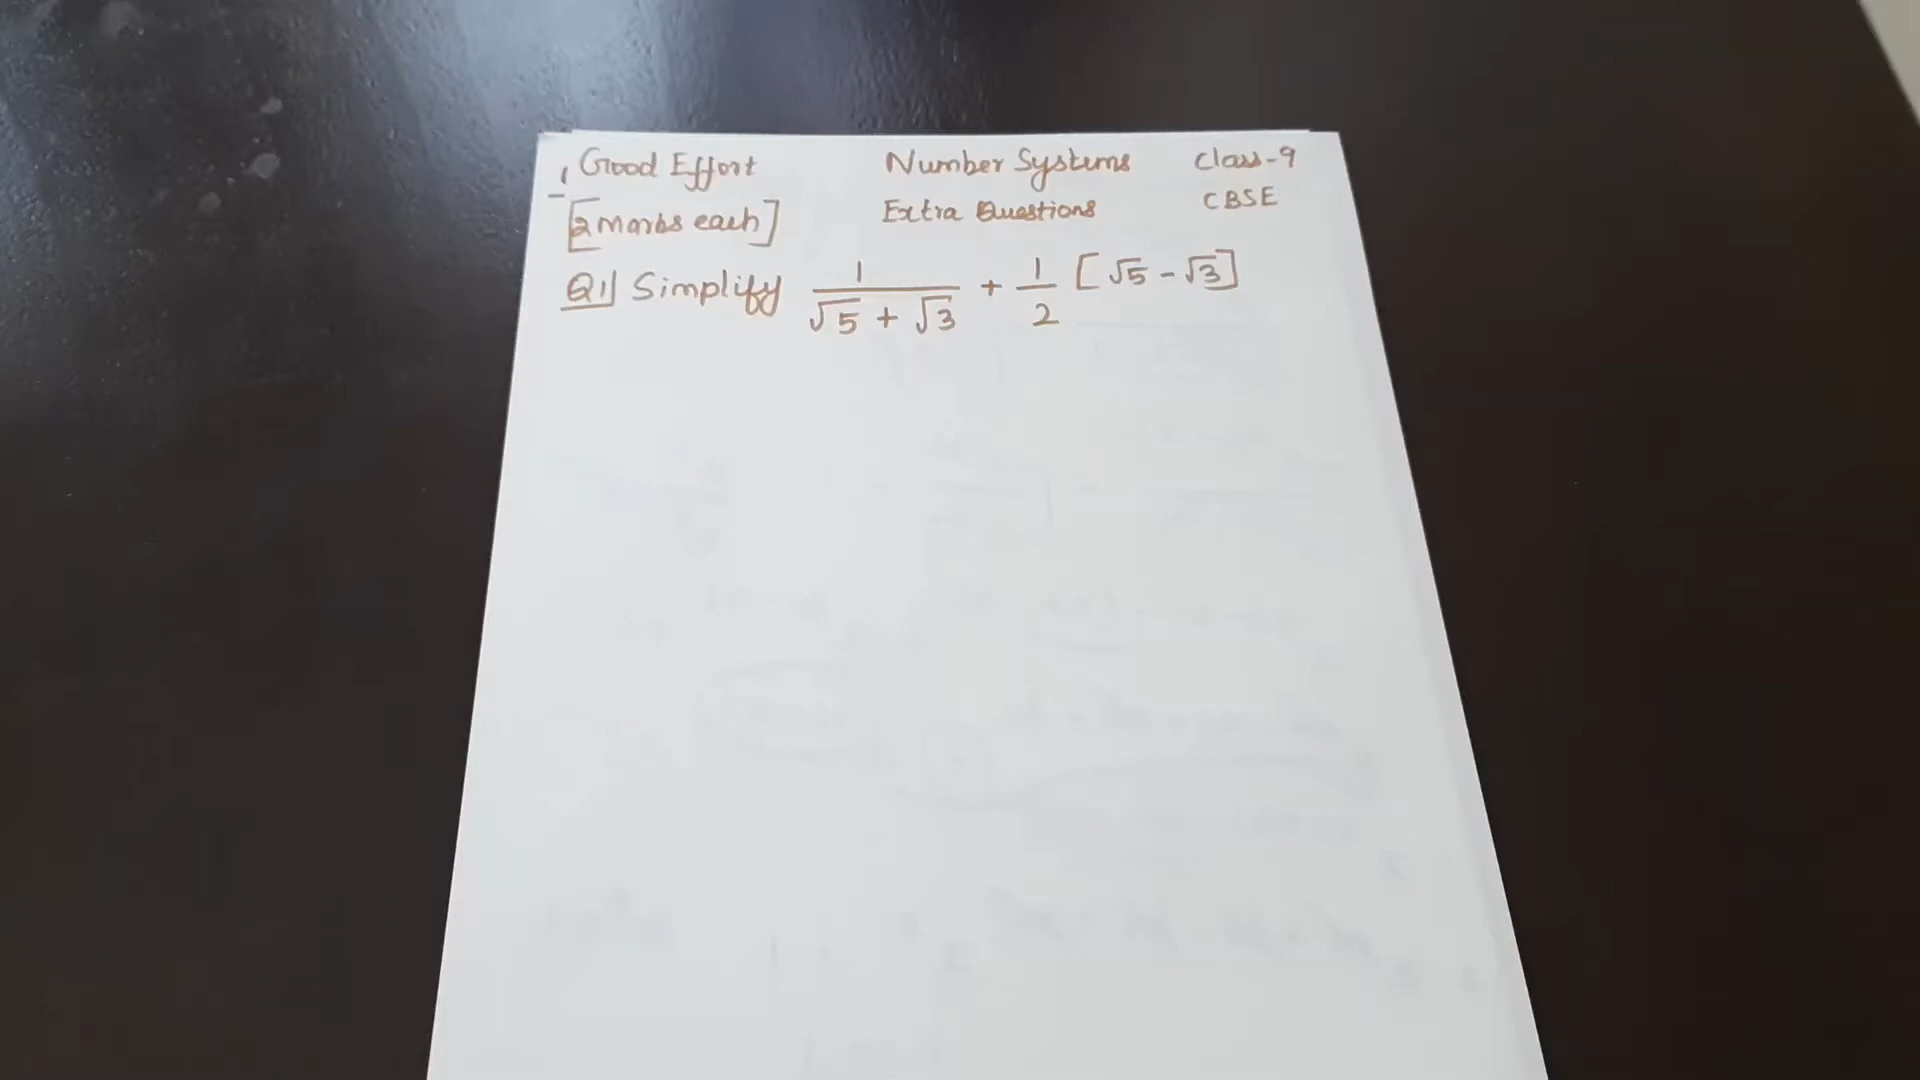 Good Effort Number Systems Class-9
[2 Marks each] Extra Questions CBSE
Q1] Simplify 1/(√5 + √3) + 1/2 [√5 - √3]